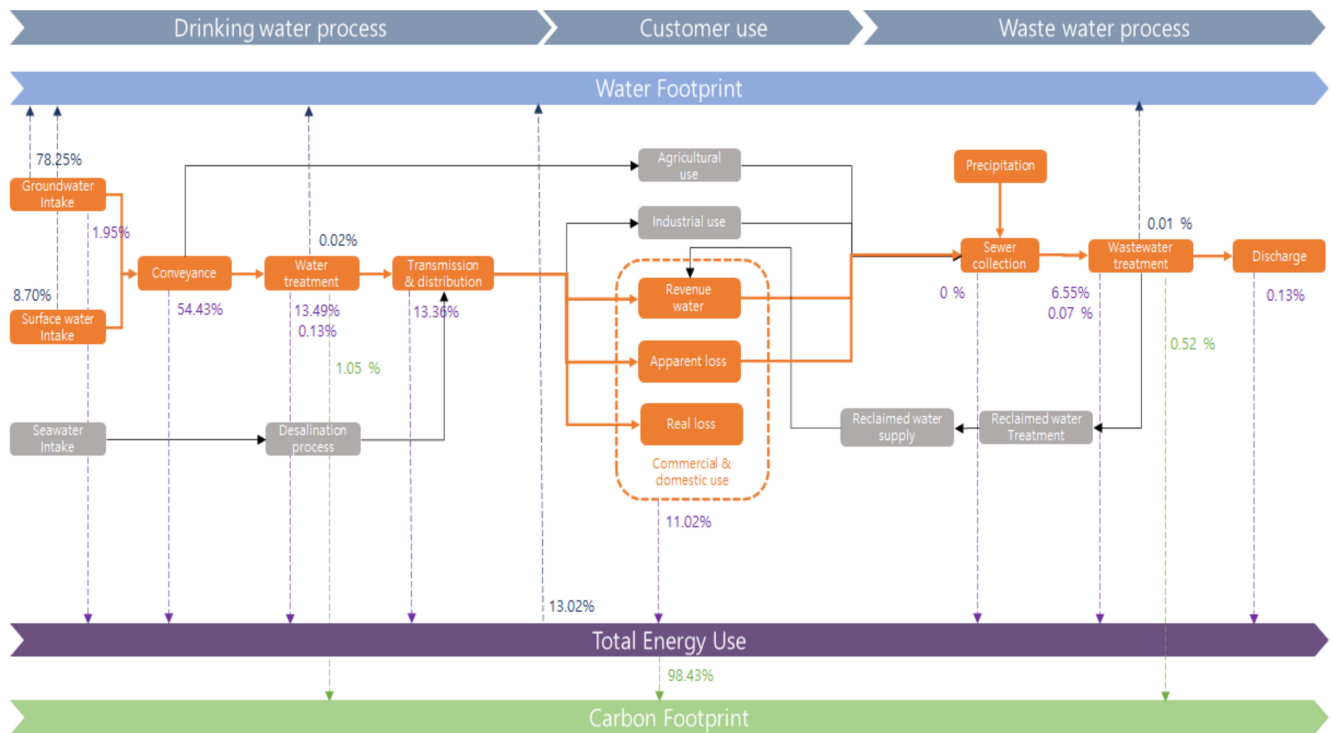 Drinking water process
Customer use
Waste water process
Water Footprint
78.25%
Groundwater
Intake
1.95%
8.70%
Surface water
Intake
Conveyance
54.43%
0.02%
Water
treatment
13.49%
0.13%
1.05 %
Transmission
& distribution
13.36%
Seawater
Intake
Desalination
process
Agricultural
use
Industrial use
Revenue
water
Apparent loss
Real loss
Commercial &
domestic use
11.02%
13.02%
Precipitation
Sewer
collection
0 %
0.01 %
Wastewater
treatment
6.55%
0.07 %
0.52 %
Discharge
0.13%
Reclaimed water
supply
Reclaimed water
Treatment
Total Energy Use
98.43%
Carbon Footprint